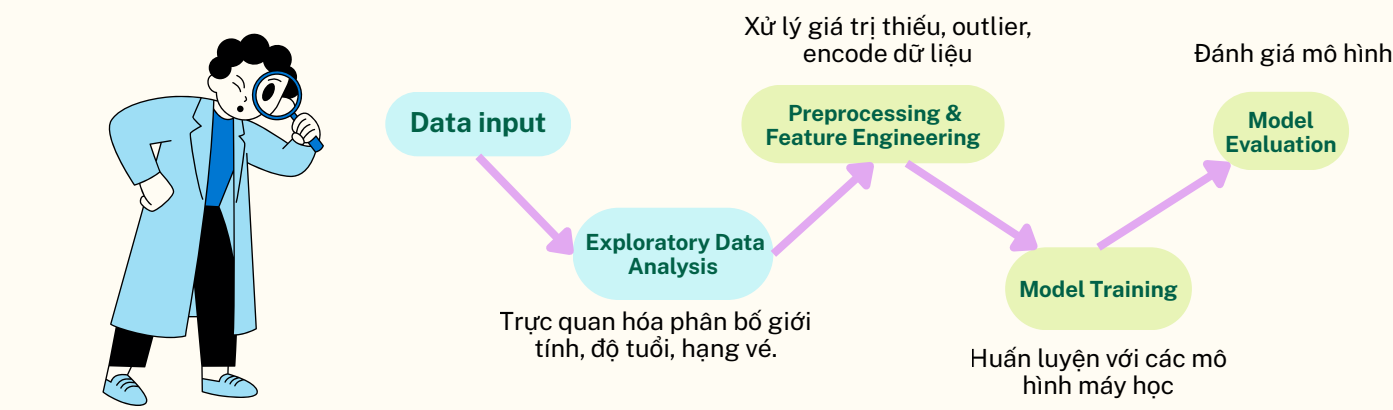 Data input
Exploratory Data
Analysis
Trực quan hóa phân bố giới
tính, độ tuổi, hạng vé.
Xử lý giá trị thiếu, outlier,
encode dữ liệu
Preprocessing &
Feature Engineering
Model Training
Huấn luyện với các mô
hình máy học
Đánh giá mô hình
Model
Evaluation